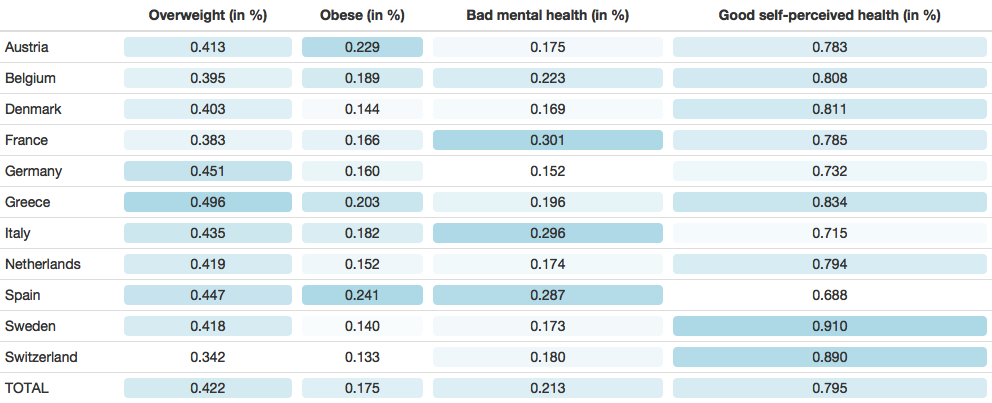 Overweight (in %) Obese (in %) Bad mental health (in %) Good self-perceived health (in %)
Austria 0.413 0.229 0.175 0.783
Belgium 0.395 0.189 0.223 0.808
Denmark 0.403 0.144 0.169 0.811
France 0.383 0.166 0.301 0.785
Germany 0.451 0.160 0.152 0.732
Greece 0.496 0.203 0.196 0.834
Italy 0.435 0.182 0.296 0.715
Netherlands 0.419 0.152 0.174 0.794
Spain 0.447 0.241 0.287 0.688
Sweden 0.418 0.140 0.173 0.910
Switzerland 0.342 0.133 0.180 0.890
TOTAL 0.422 0.175 0.213 0.795